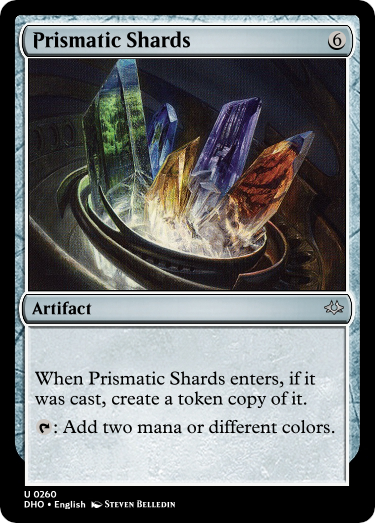 Prismatic Shards 6
Artifact
When Prismatic Shards enters, if it
was cast, create a token copy of it.
: Add two mana or different colors.
U 0260
DHO • English Steven Belledin